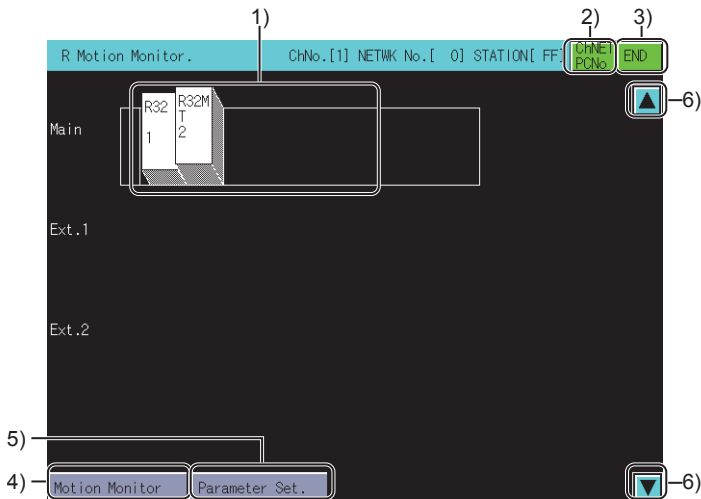 1)
2)
3)
R Motion Monitor. ChNo.[1] NETWK No.[ 0] STATION[ FF]
ChNET
PCNo
END
6)
R32
1
R32M
T
2
Main
Ext.1
Ext.2
5)
4)
Motion Monitor
Parameter Set.
6)